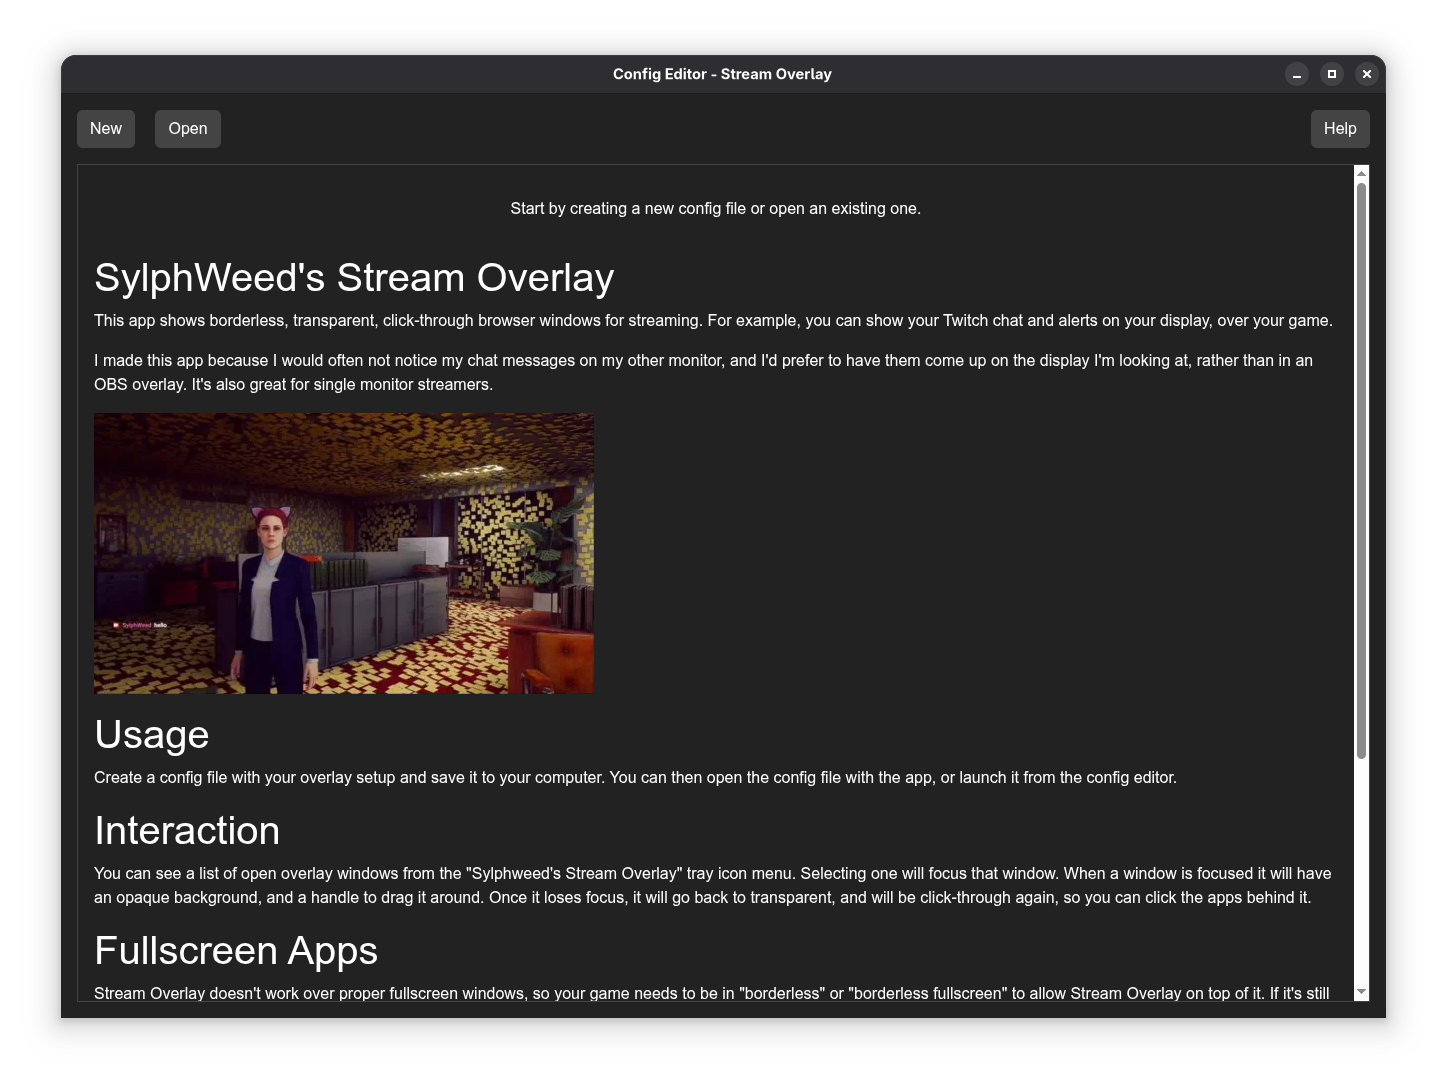 Config Editor - Stream Overlay
New
Open
Help
Start by creating a new config file or open an existing one.
SylphWeed's Stream Overlay
This app shows borderless, transparent, click-through browser windows for streaming. For example, you can show your Twitch chat and alerts on your display, over your game.
I made this app because I would often not notice my chat messages on my other monitor, and I'd prefer to have them come up on the display I'm looking at, rather than in an
OBS overlay. It's also great for single monitor streamers.
SylphWeed hello
Usage
Create a config file with your overlay setup and save it to your computer. You can then open the config file with the app, or launch it from the config editor.
Interaction
You can see a list of open overlay windows from the "Sylphweed's Stream Overlay" tray icon menu. Selecting one will focus that window. When a window is focused it will have
an opaque background, and a handle to drag it around. Once it loses focus, it will go back to transparent, and will be click-through again, so you can click the apps behind it.
Fullscreen Apps
Stream Overlay doesn't work over proper fullscreen windows, so your game needs to be in "borderless" or "borderless fullscreen" to allow Stream Overlay on top of it. If it's still